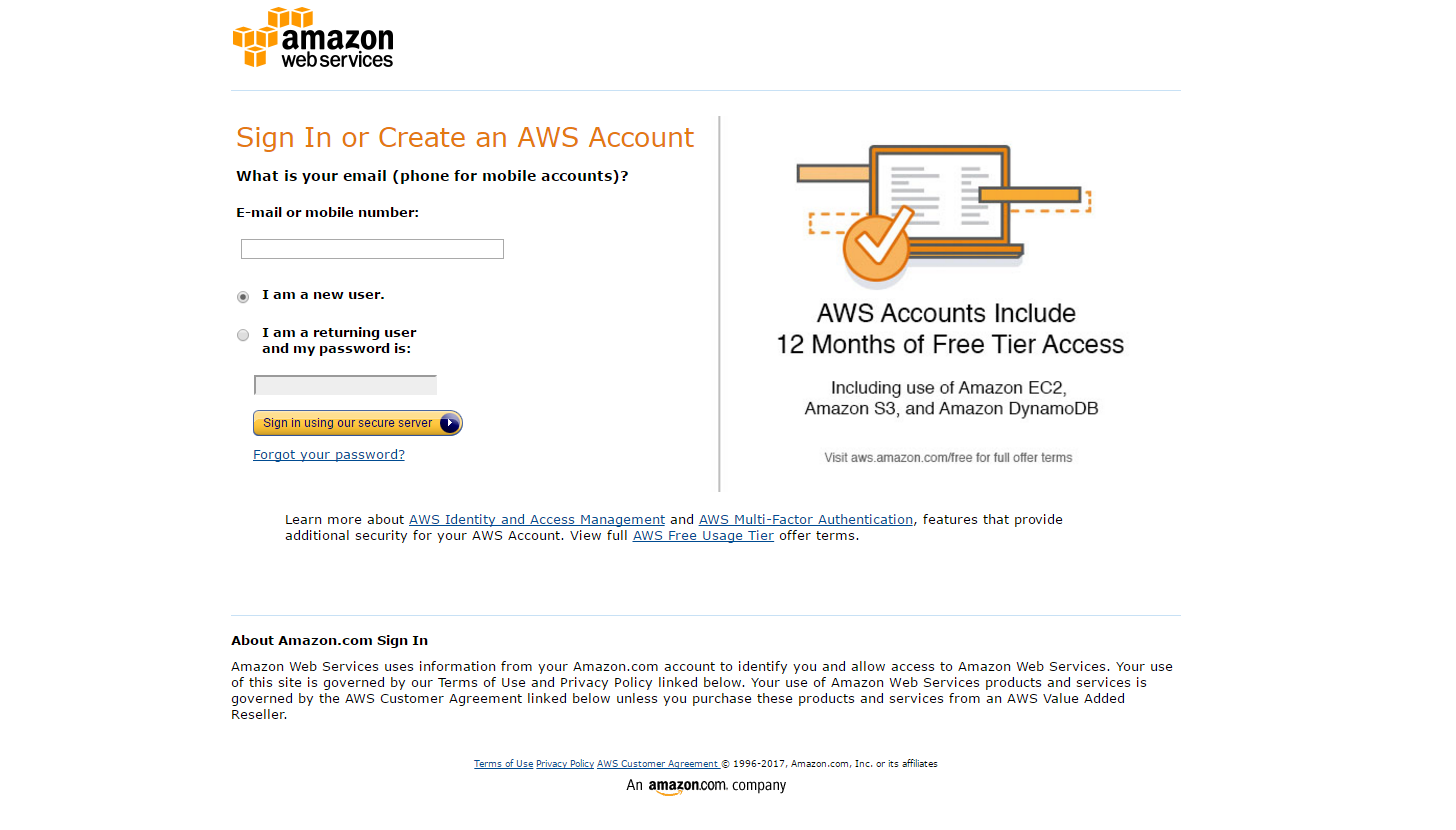 amazon
web services
Sign In or Create an AWS Account
What is your email (phone for mobile accounts)?
E-mail or mobile number:
I am a new user.
I am a returning user
and my password is:
Sign in using our secure server
Forgot your password?
AWS Accounts Include
12 Months of Free Tier Access
Including use of Amazon EC2,
Amazon S3, and Amazon DynamoDB
Visit aws.amazon.com/free for full offer terms
Learn more about AWS Identity and Access Management and AWS Multi-Factor Authentication, features that provide
additional security for your AWS Account. View full AWS Free Usage Tier offer terms.
About Amazon.com Sign In
Amazon Web Services uses information from your Amazon.com account to identify you and allow access to Amazon Web Services. Your use
of this site is governed by our Terms of Use and Privacy Policy linked below. Your use of Amazon Web Services products and services is
governed by the AWS Customer Agreement linked below unless you purchase these products and services from an AWS Value Added
Reseller.
Terms of Use Privacy Policy AWS Customer Agreement © 1996-2017, Amazon.com, Inc. or its affiliates
An amazon.com. company